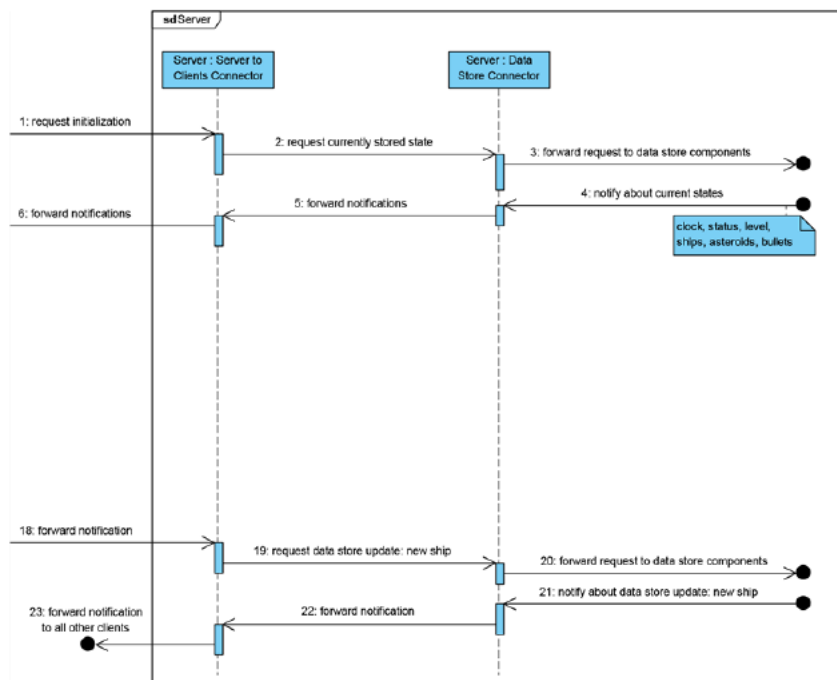 sd Server
Server : Server to
Clients Connector
Server : Data
Store Connector
1: request initialization
2: request currently stored state
3: forward request to data store components
4: notify about current states
5: forward notifications
6: forward notifications
clock, status, level,
ships, asteroids, bullets
18: forward notification
19: request data store update: new ship
20: forward request to data store components
21: notify about data store update: new ship
22: forward notification
23: forward notification
to all other clients